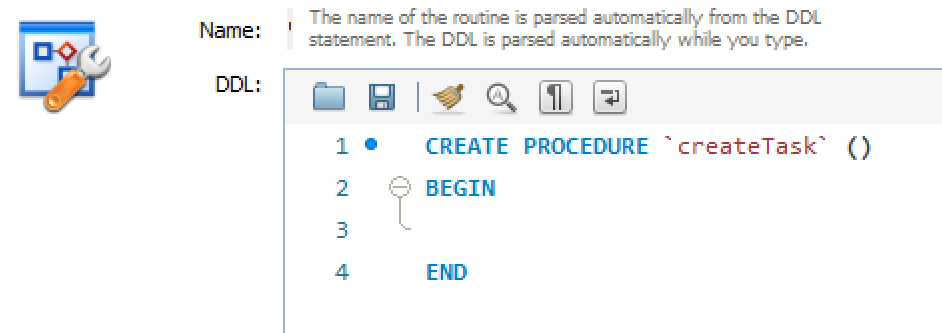 Name:
The name of the routine is parsed automatically from the DDL
statement. The DDL is parsed automatically while you type.
DDL:
1 CREATE PROCEDURE `createTask` ()
2 BEGIN
3
4 END